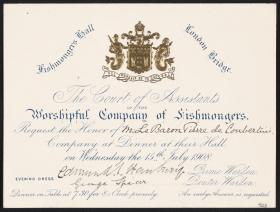 Fishmongers Hall
London Bridge.
The Court of Assistants
of the
Worshipful Company of Fishmongers.
Request the Honor of M. Le Baron Pierre de Coubertin's
Company at Dinner at their Hall
on Wednesday the 15th July 1908.
Prime Warden
George
Renter Warden
EVENING DRESS.
Dinner on Table at 7.30 for 8 o'Clock precisely.
An early Answer is requested.